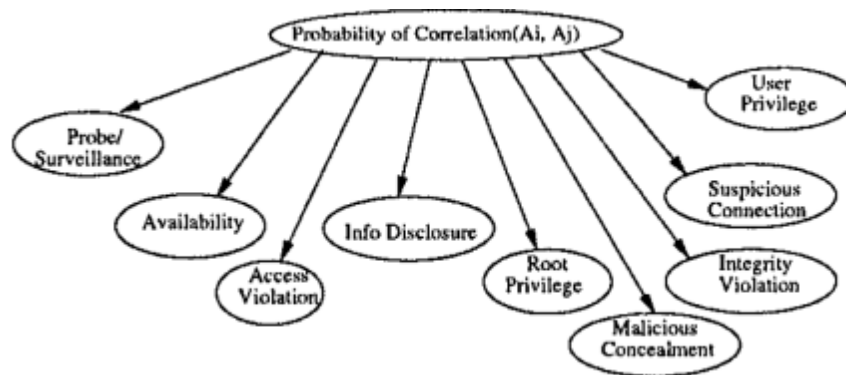 Probability of Correlation(Ai, Aj)
User
Privilege
Probe/
Surveillance
Suspicious
Connection
Availability
Info Disclosure
Access
Violation
Root
Privilege
Integrity
Violation
Malicious
Concealment